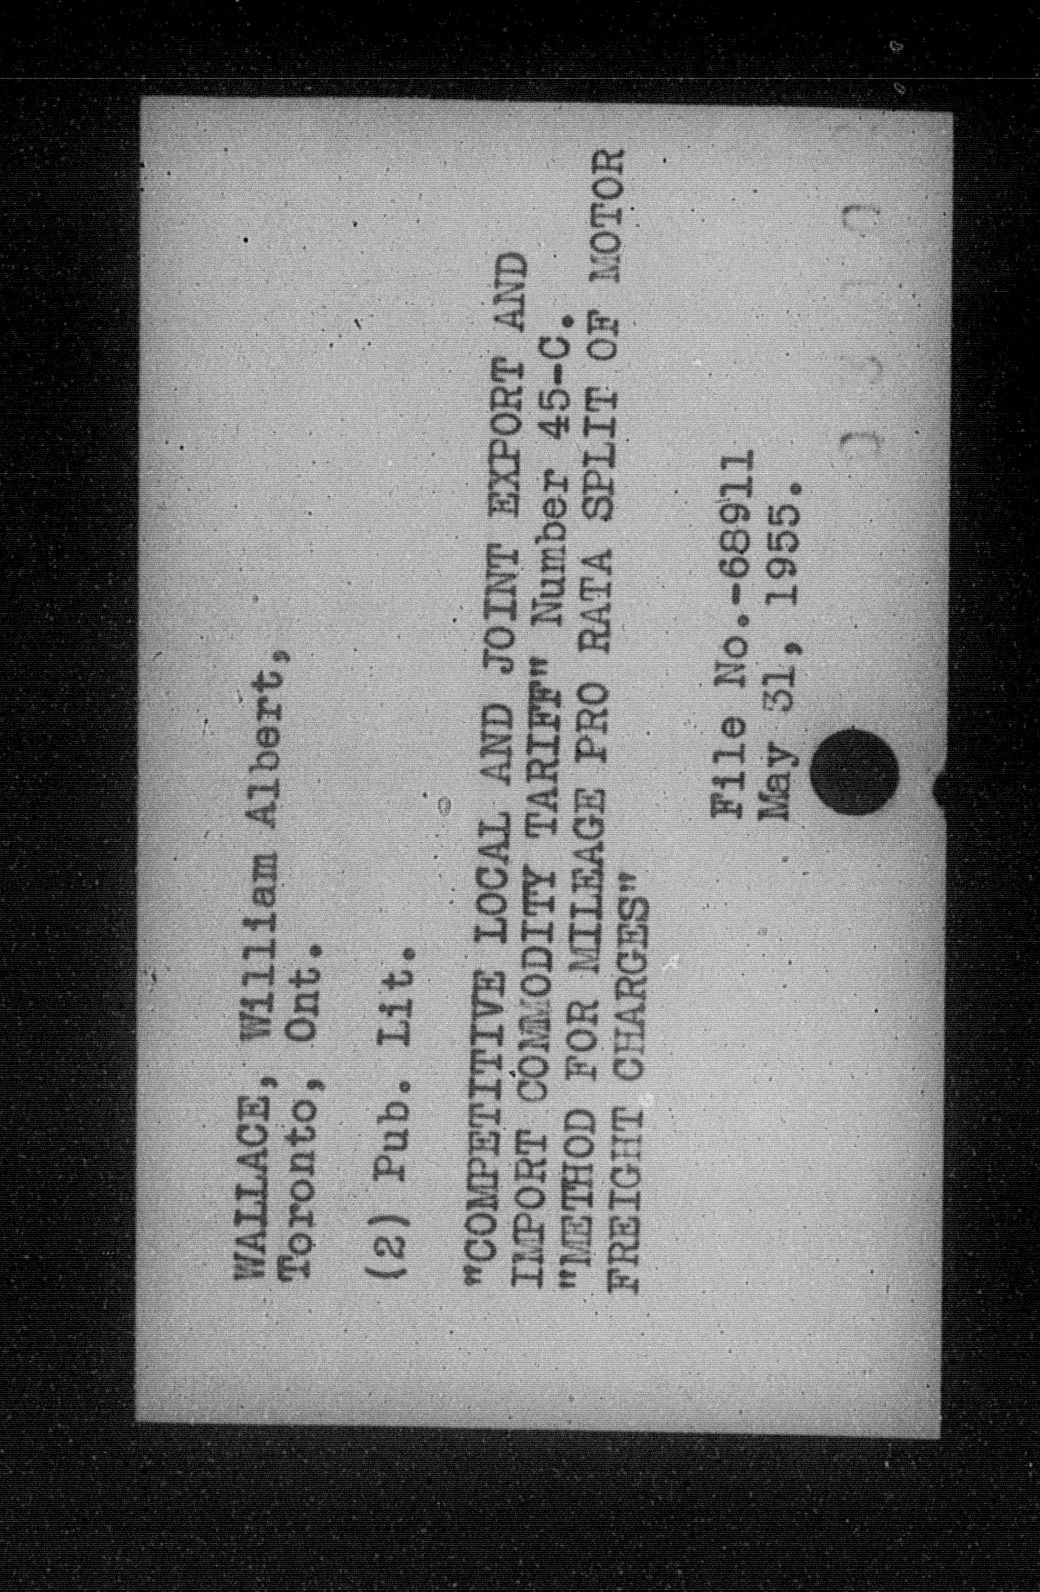 WALLACE, William Albert,
Toronto, Ont.
(2) Pub. Lit.
"COMPETITIVE LOCAL AND JOINT EXPORT AND
IMPORT COMMODITY TARIFF" Number 45-C.
"METHOD FOR MILEAGE PRO RATA SPLIT OF MOTOR
FREIGHT CHARGES"
File No.-68911
May 31, 1955.